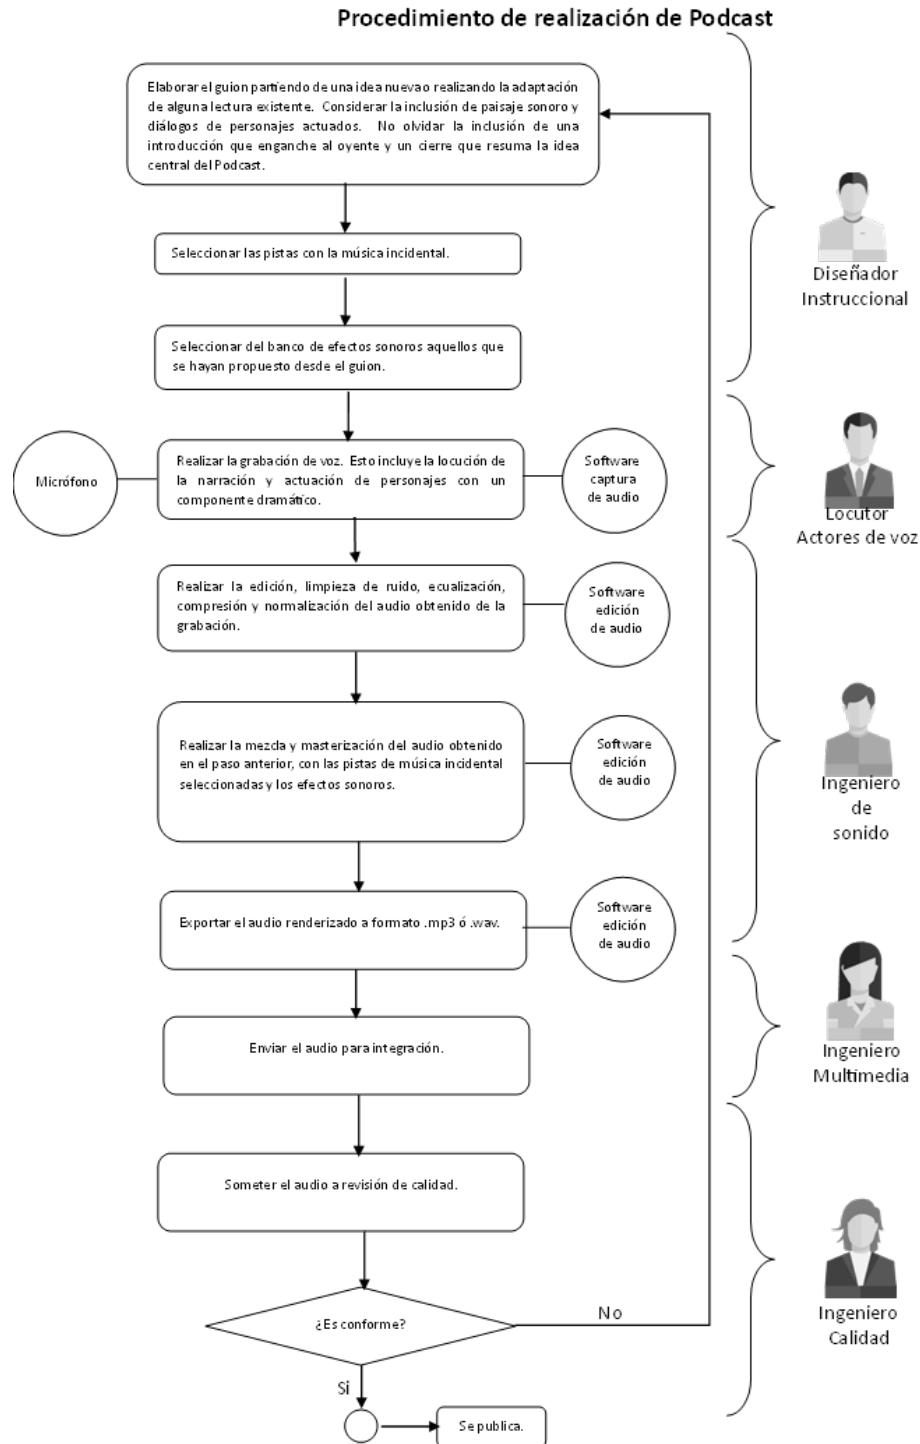 Procedimiento de realización de Podcast
Elaborar el guion partiendo de una idea nuevao realizando la adaptación
de alguna lectura existente. Considerar la inclusión de paisaje sonoro y
diálogos de personajes actuados. No olvidar la inclusión de una
introducción que enganche al oyente y un cierre que resuma la idea
central del Podcast.
Seleccionar las pistas con la música incidental.
Diseñador
Instruccional
Seleccionar del banco de efectos sonoros aquellos que
se hayan propuesto desde el guion.
Micrófono
Realizar la grabación de voz. Esto incluye la locución de
la narración y actuación de personajes con un
componente dramático.
Software
captura
de audio
Locutor
Actores de voz
Realizar la edición, limpieza de ruido, ecualización,
compresión y normalización del audio obtenido de la
grabación.
Software
edición
de audio
Realizar la mezcla y masterización del audio obtenido
en el paso anterior, con las pistas de música incidental
seleccionadas y los efectos sonoros.
Software
edición
de audio
Ingeniero
de
sonido
Exportar el audio renderizado a formato .mp3 ó .wav.
Software
edición
de audio
Enviar el audio para integración.
Ingeniero
Multimedia
Someter el audio a revisión de calidad.
¿Es conforme?
No
Ingeniero
Calidad
Si
Se publica.